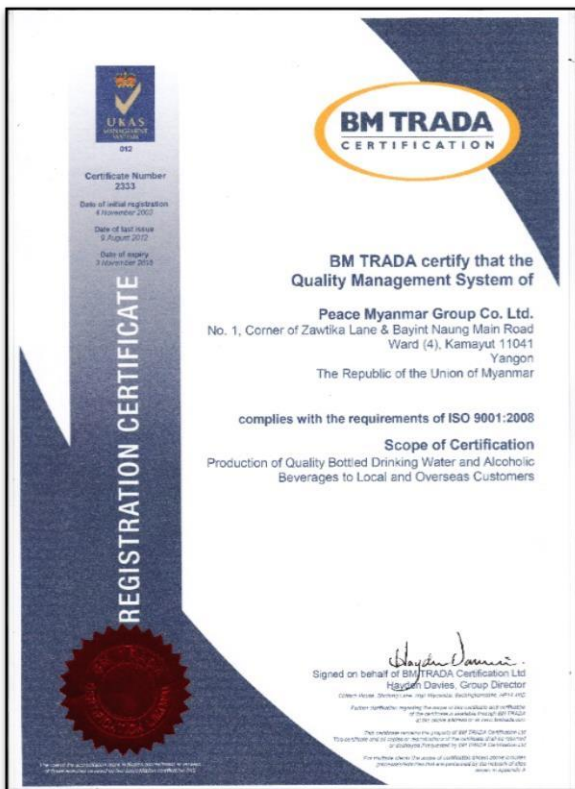 UKAS
MANAGEMENT
SYSTEMS
012
Certificate Number
2333
Date of initial registration
4 November 2003
Date of last issue
9 August 2012
Date of expiry
3 November 2015
REGISTRATION CERTIFICATE
BM TRADA
CERTIFICATION
BM TRADA certify that the
Quality Management System of
Peace Myanmar Group Co. Ltd.
No. 1, Corner of Zawtika Lane & Bayint Naung Main Road
Ward (4), Kamayut 11041
Yangon
The Republic of the Union of Myanmar
complies with the requirements of ISO 9001:2008
Scope of Certification
Production of Quality Bottled Drinking Water and Alcoholic
Beverages to Local and Overseas Customers
Signed on behalf of BM TRADA Certification Ltd
Hayden Davies, Group Director